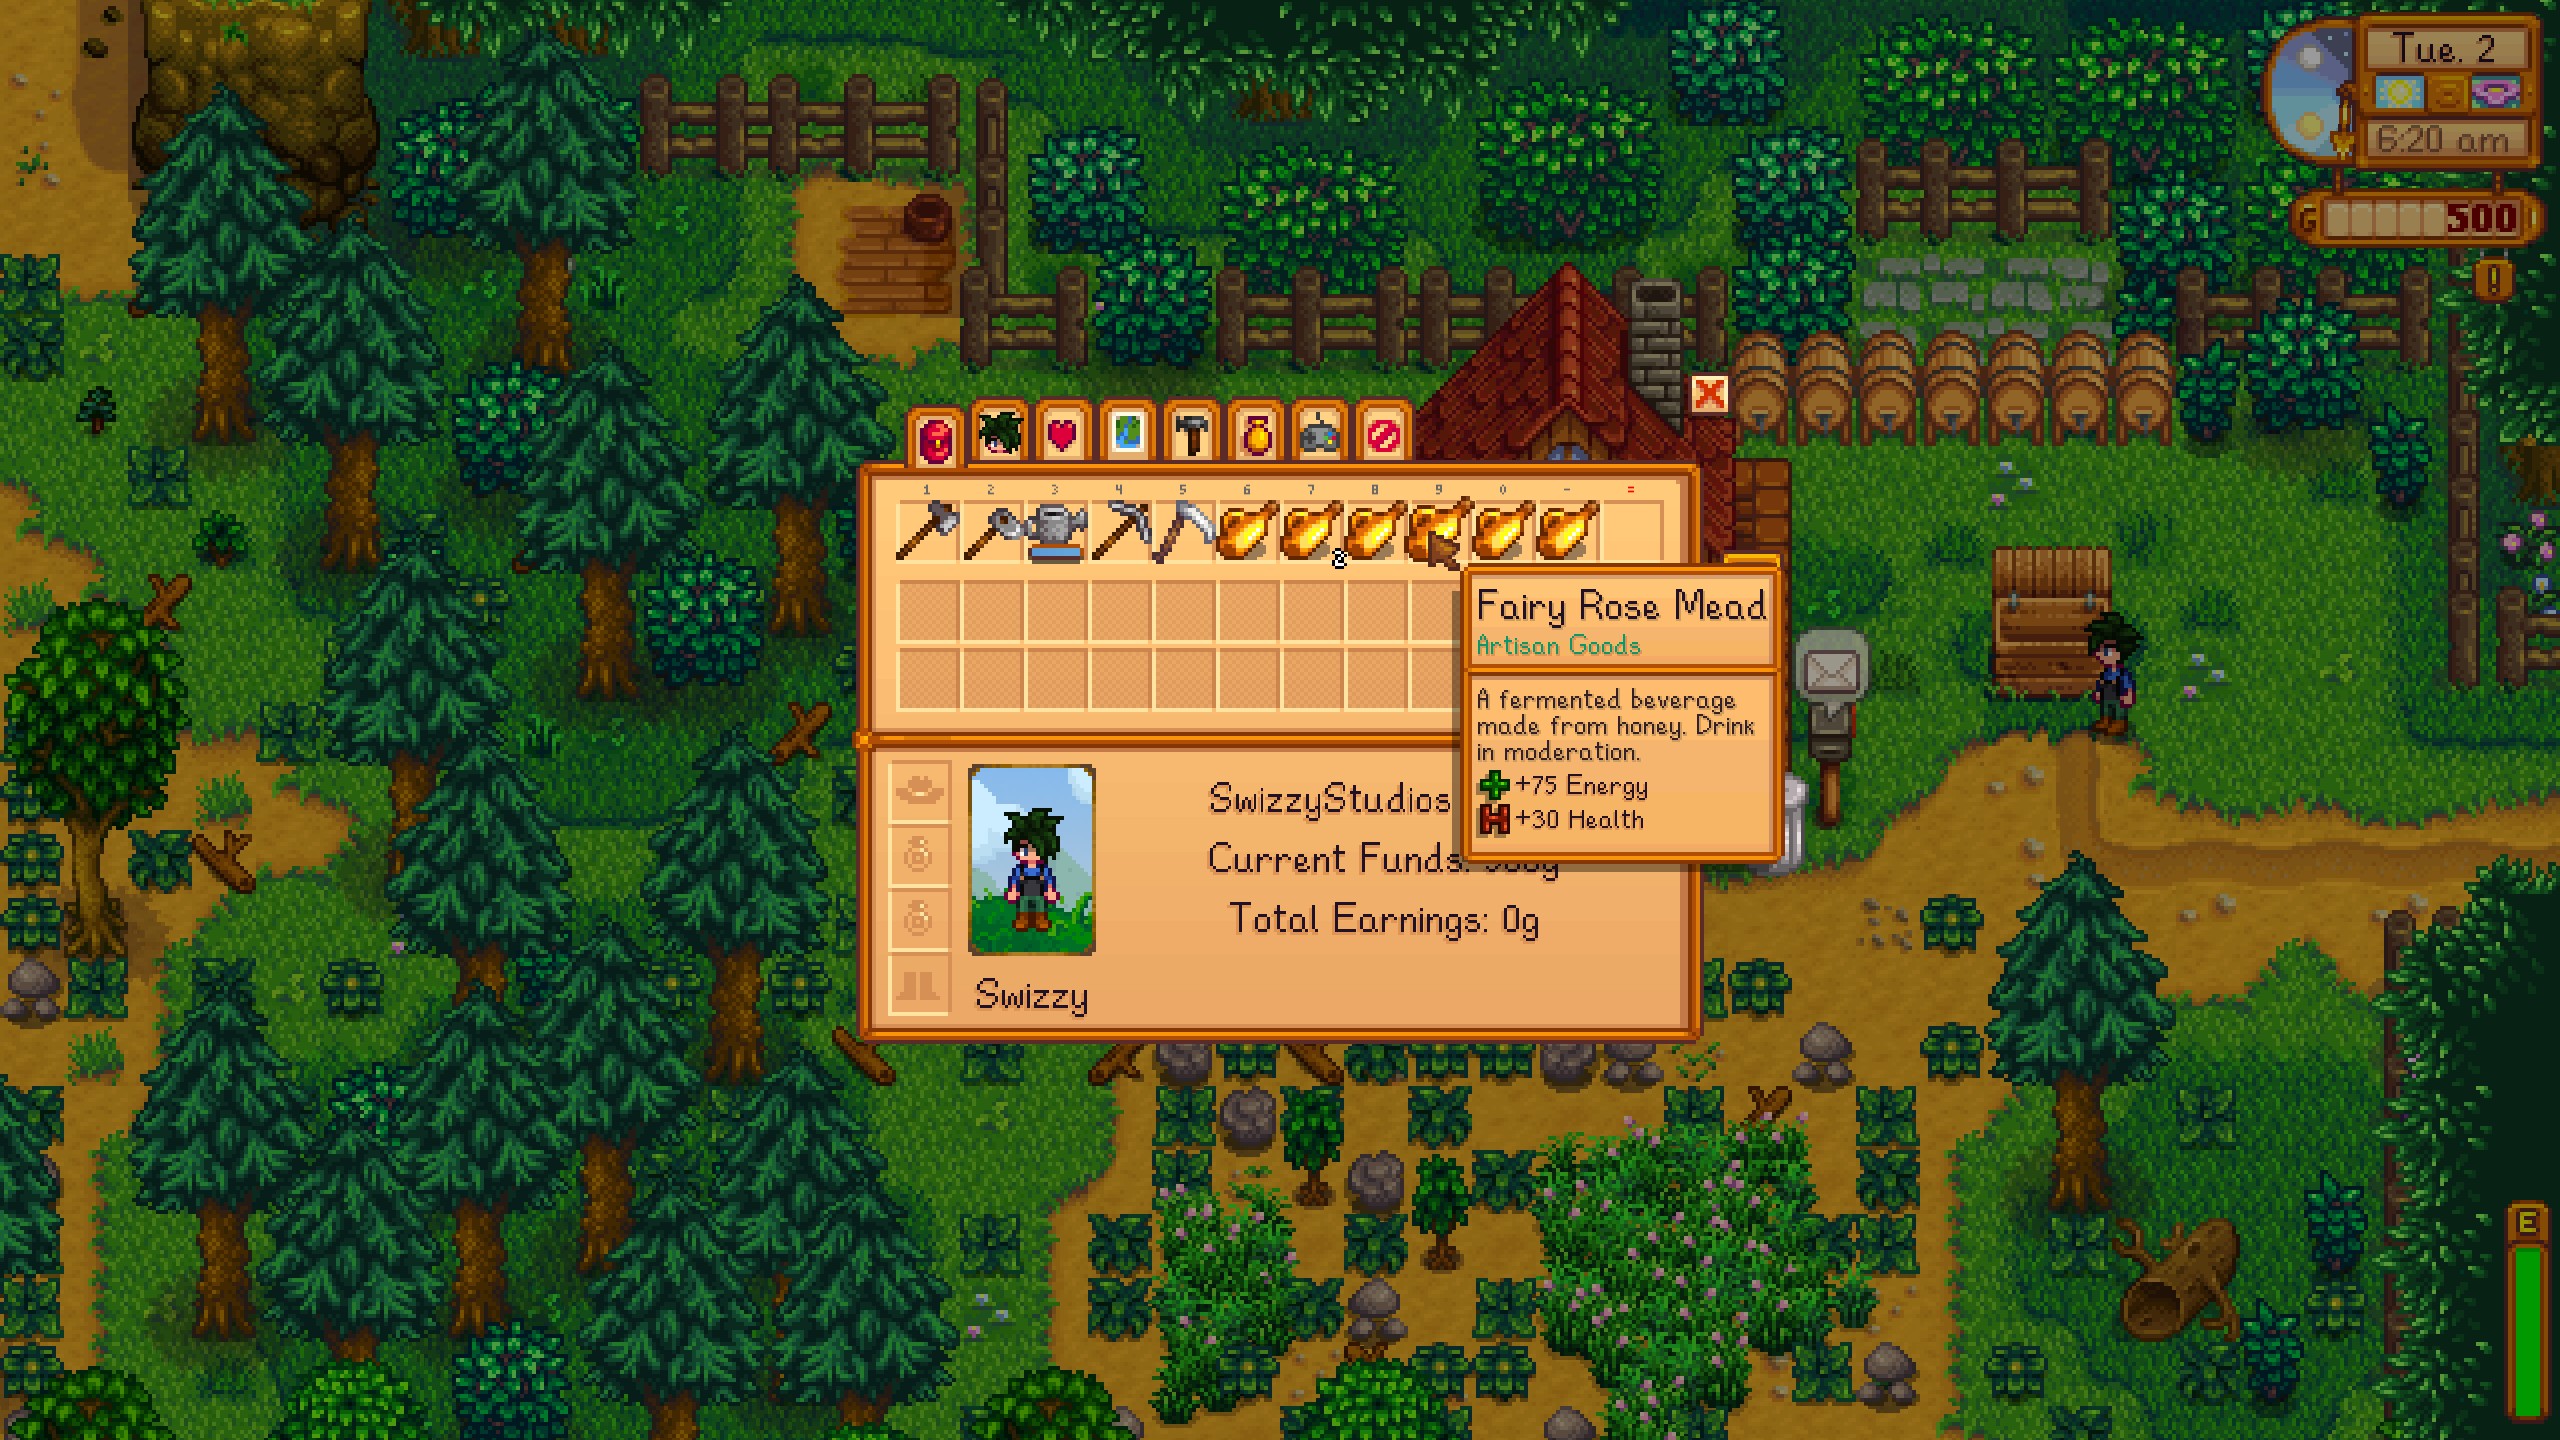 Tue. 2
6:20 am
G 500
1 2 3 4 5 6 7 8 9 0 - =
2
Fairy Rose Mead
Artisan Goods
A fermented beverage
made from honey. Drink
in moderation.
+75 Energy
+30 Health
SwizzyStudios
Current Funds:
Total Earnings: 0g
Swizzy
E